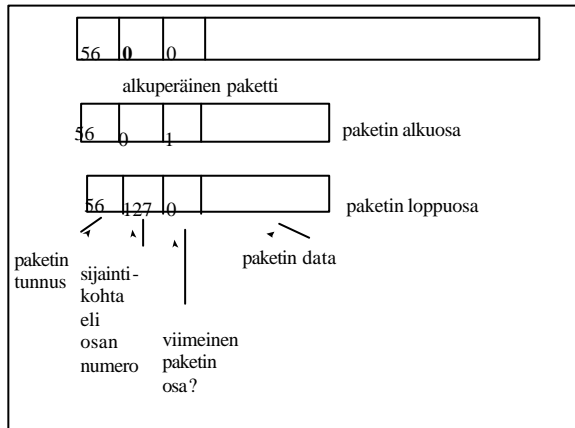 56 0 0
alkuperäinen paketti
56 0 1
paketin alkuosa
56 127 0
paketin loppuosa
paketin
tunnus
sijainti-
kohta
eli
osan
numero
viimeinen
paketin
osa?
paketin data